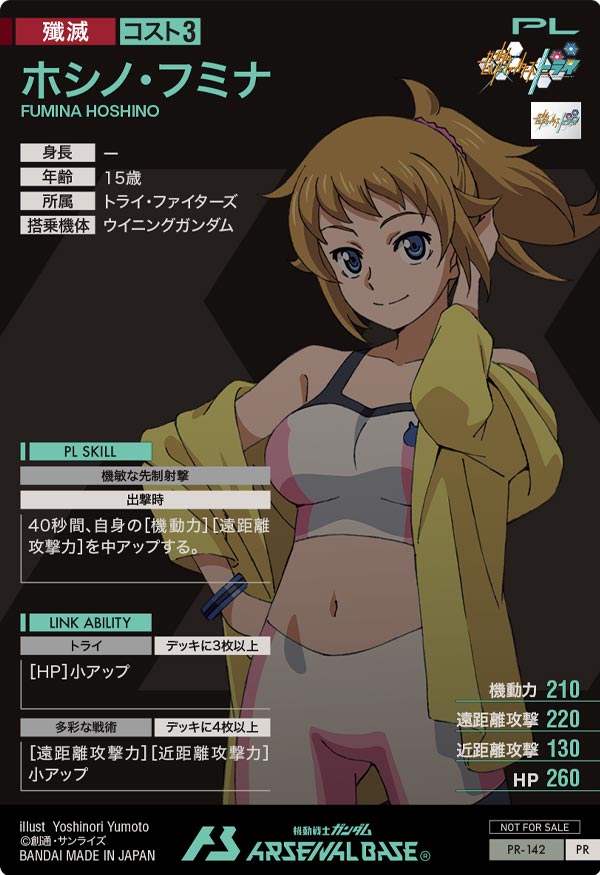 殲滅 コスト3
PL
ホシノ・フミナ
FUMINA HOSHINO
身長 ー
年齢 15歳
所属 トライ・ファイターズ
搭乗機体 ウイニングガンダム
PL SKILL
機敏な先制射撃
出撃時
40秒間、自身の[機動力][遠距離
攻撃力]を中アップする。
LINK ABILITY
トライ デッキに3枚以上
[HP]小アップ
多彩な戦術 デッキに4枚以上
[遠距離攻撃力][近距離攻撃力]
小アップ
機動力 210
遠距離攻撃 220
近距離攻撃 130
HP 260
illust Yoshinori Yumoto
©創通・サンライズ
BANDAI MADE IN JAPAN
機動戦士ガンダム
ARSENAL BASE®
NOT FOR SALE
PR-142 PR